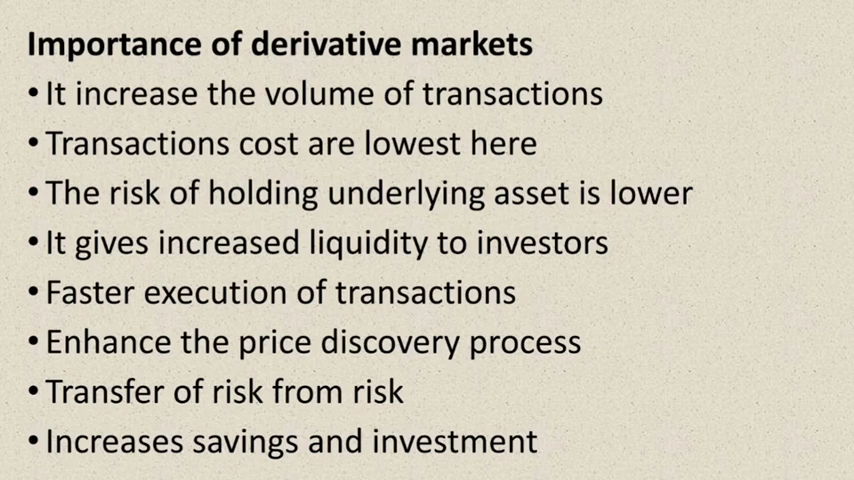 Importance of derivative markets
• It increase the volume of transactions
• Transactions cost are lowest here
• The risk of holding underlying asset is lower
• It gives increased liquidity to investors
• Faster execution of transactions
• Enhance the price discovery process
• Transfer of risk from risk
• Increases savings and investment